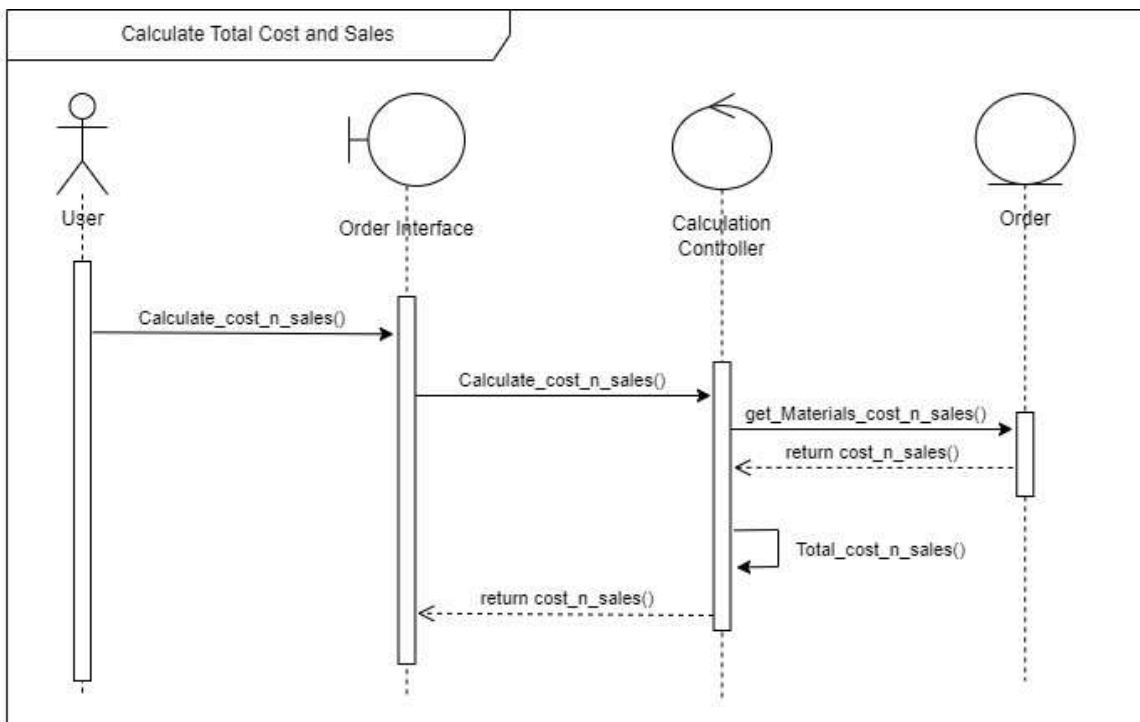 Calculate Total Cost and Sales
User
Order Interface
Calculation
Controller
Order
Calculate_cost_n_sales()
Calculate_cost_n_sales()
get_Materials_cost_n_sales()
return cost_n_sales()
Total_cost_n_sales()
return cost_n_sales()